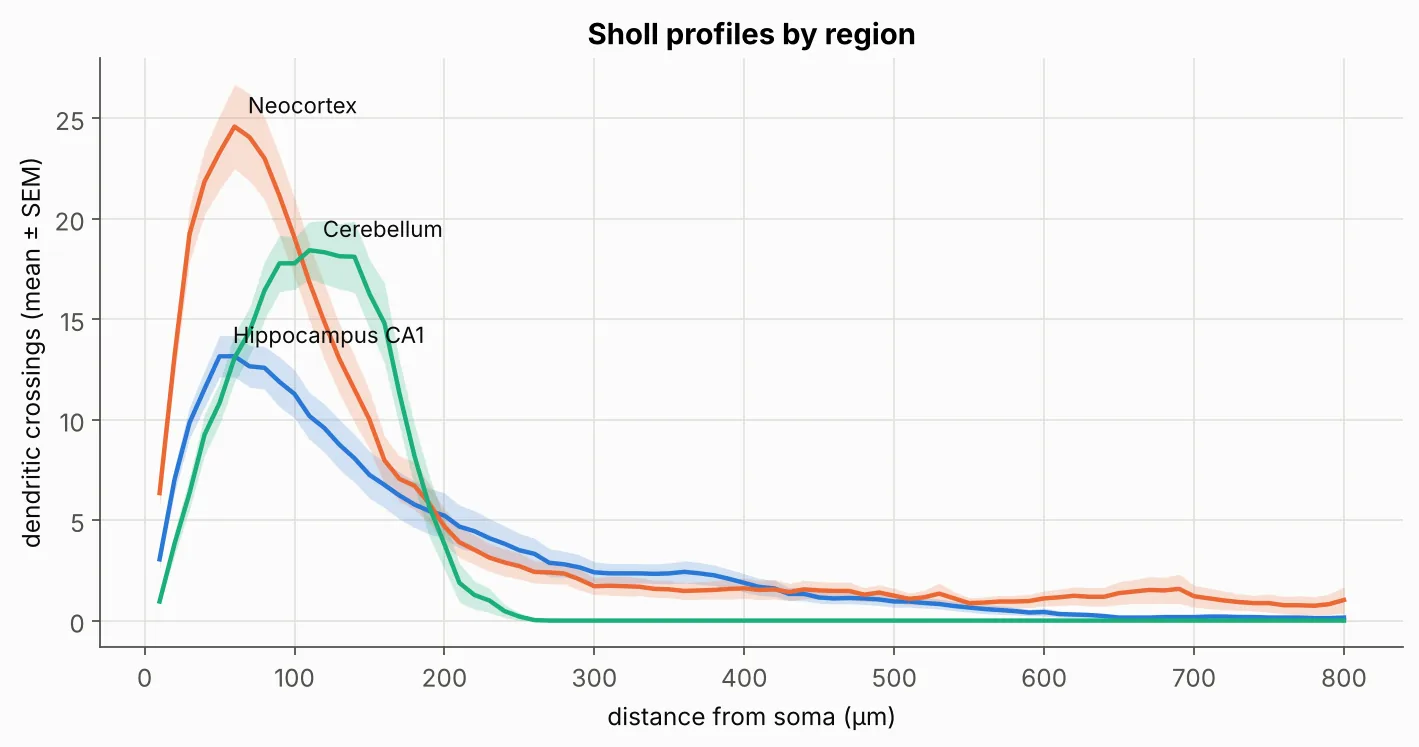 Sholl profiles by region
dendritic crossings (mean ± SEM)
25
20
15
10
5
0
Neocortex
Cerebellum
Hippocampus CA1
0 100 200 300 400 500 600 700 800
distance from soma (µm)